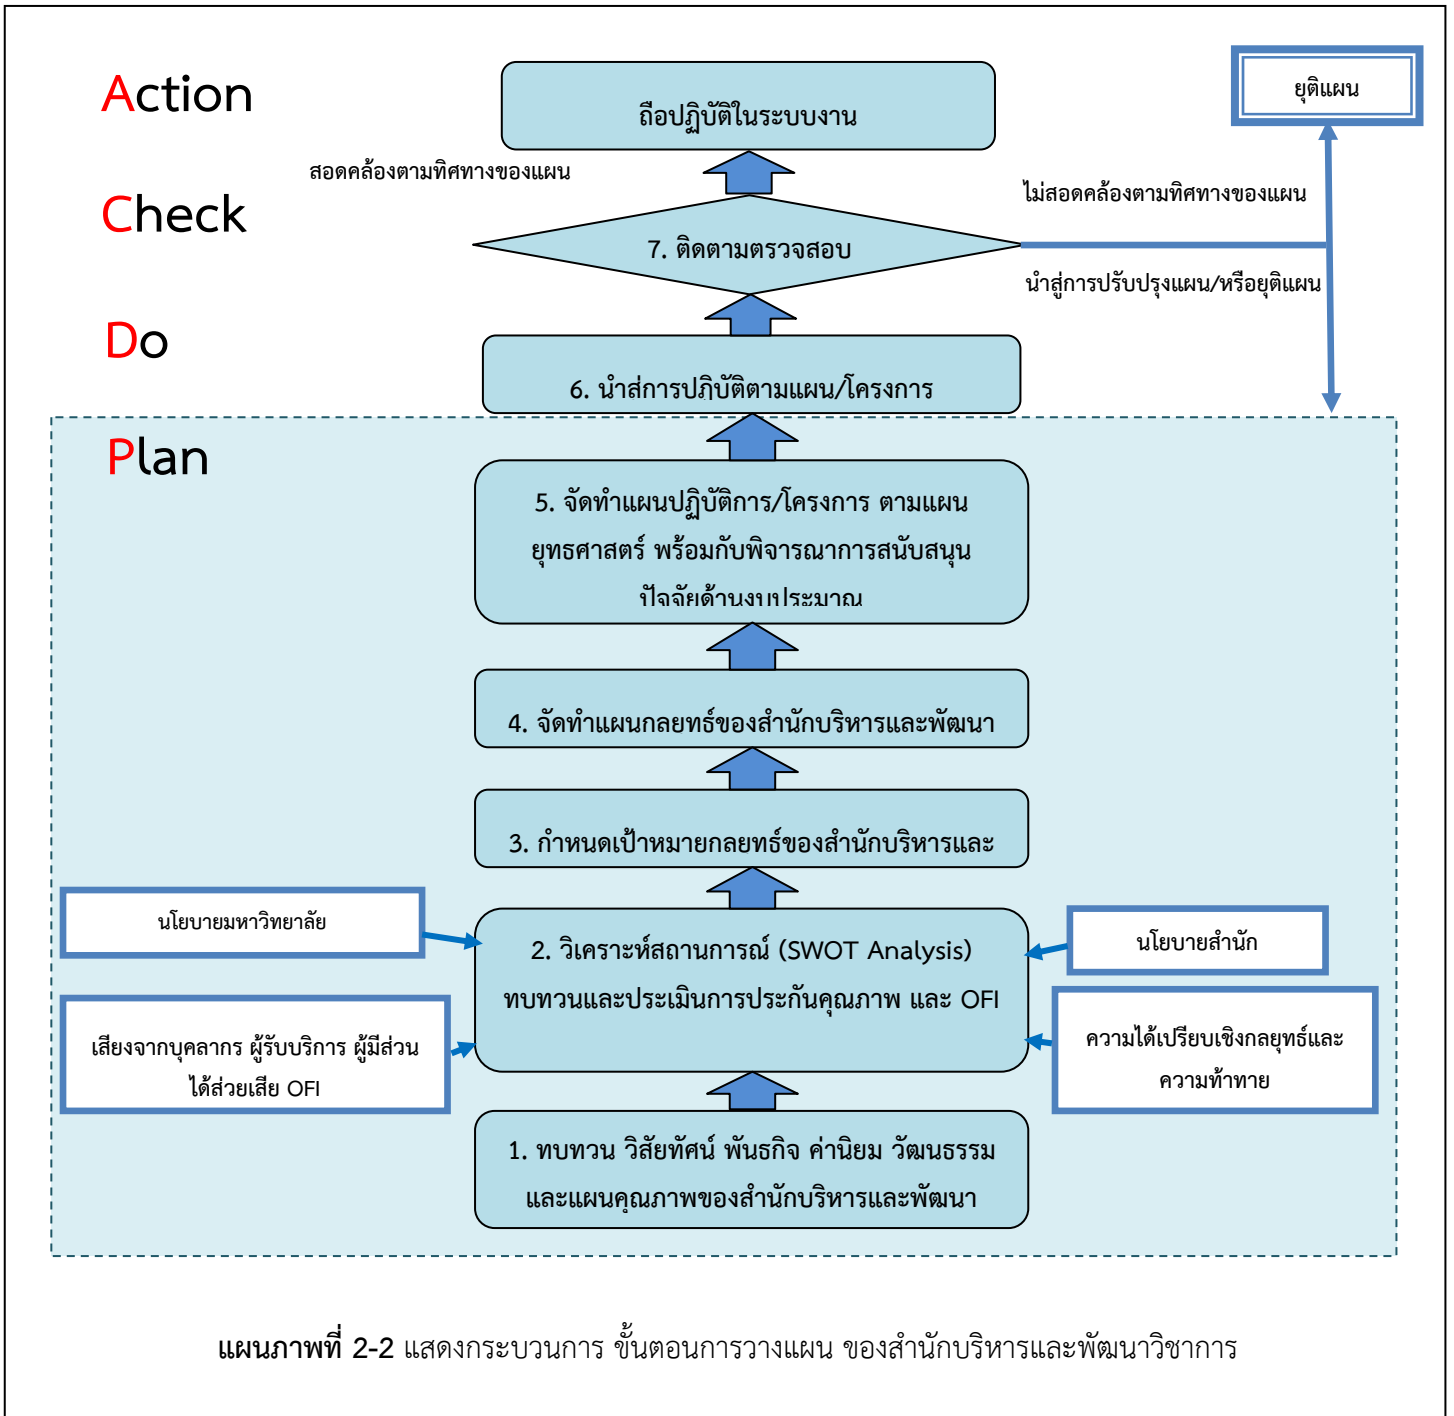 Action
ถือปฏิบัติในระบบงาน
ยุติแผน
สอดคล้องตามทิศทางของแผน
Check
ไม่สอดคล้องตามทิศทางของแผน
7. ติดตามตรวจสอบ
นำสู่การปรับปรุงแผน/หรือยุติแผน
Do
6. นำสู่การปฏิบัติตามแผน/โครงการ
Plan
5. จัดทำแผนปฏิบัติการ/โครงการ ตามแผน
ยุทธศาสตร์ พร้อมกับพิจารณาการสนับสนุน
ปัจจัยด้านงบประมาณ
4. จัดทำแผนกลยุทธ์ของสำนักบริหารและพัฒนา
3. กำหนดเป้าหมายกลยุทธ์ของสำนักบริหารและ
นโยบายมหาวิทยาลัย
2. วิเคราะห์สถานการณ์ (SWOT Analysis)
ทบทวนและประเมินการประกันคุณภาพ และ OFI
นโยบายสำนัก
เสียงจากบุคลากร ผู้รับบริการ ผู้มีส่วน
ได้ส่วยเสีย OFI
ความได้เปรียบเชิงกลยุทธ์และ
ความท้าทาย
1. ทบทวน วิสัยทัศน์ พันธกิจ ค่านิยม วัฒนธรรม
และแผนคุณภาพของสำนักบริหารและพัฒนา
แผนภาพที่ 2-2 แสดงกระบวนการ ขั้นตอนการวางแผน ของสำนักบริหารและพัฒนาวิชาการ